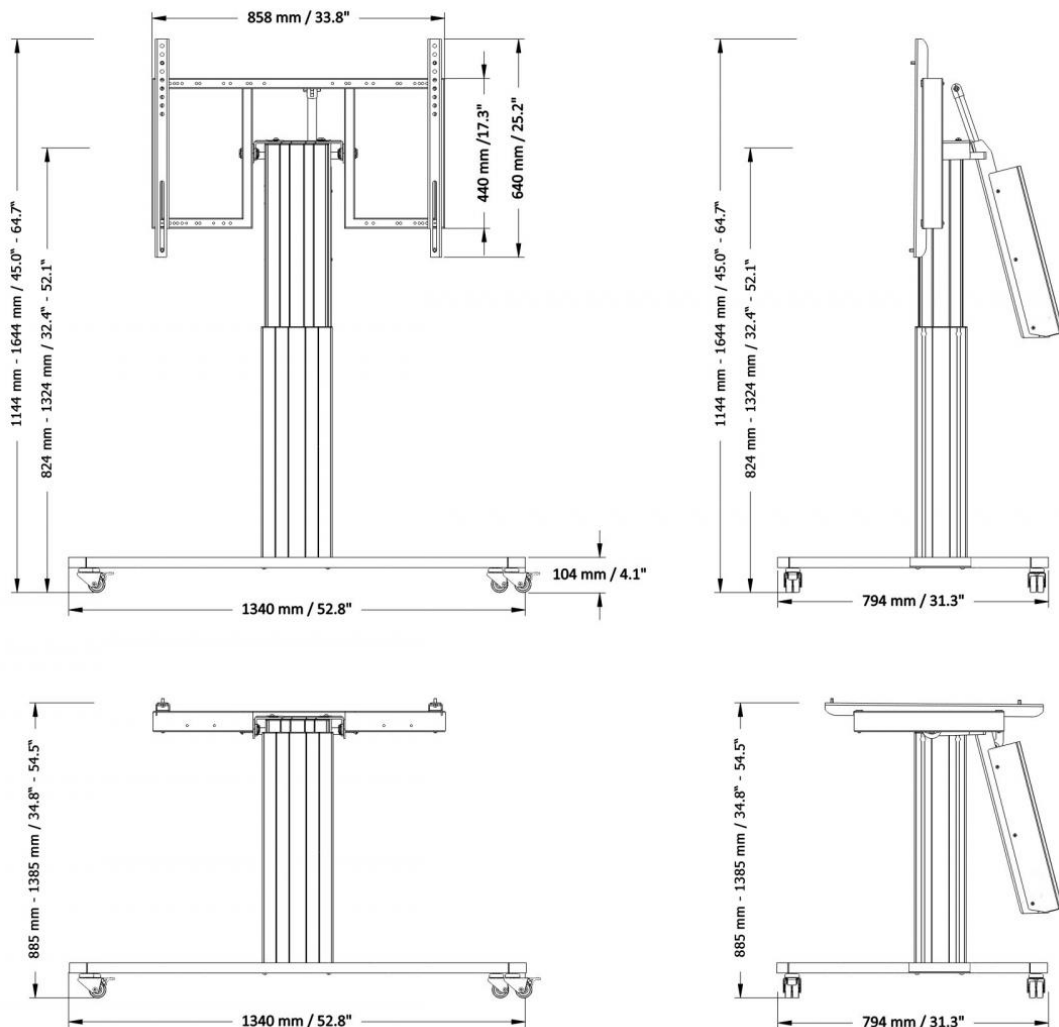 858 mm / 33.8"
1144 mm - 1644 mm / 45.0" - 64.7"
824 mm - 1324 mm / 32.4" - 52.1"
440 mm /17.3"
640 mm / 25.2"
104 mm / 4.1"
1340 mm / 52.8"
1144 mm - 1644 mm / 45.0" - 64.7"
824 mm - 1324 mm / 32.4" - 52.1"
794 mm / 31.3"
885 mm - 1385 mm / 34.8" - 54.5"
1340 mm / 52.8"
885 mm - 1385 mm / 34.8" - 54.5"
794 mm / 31.3"